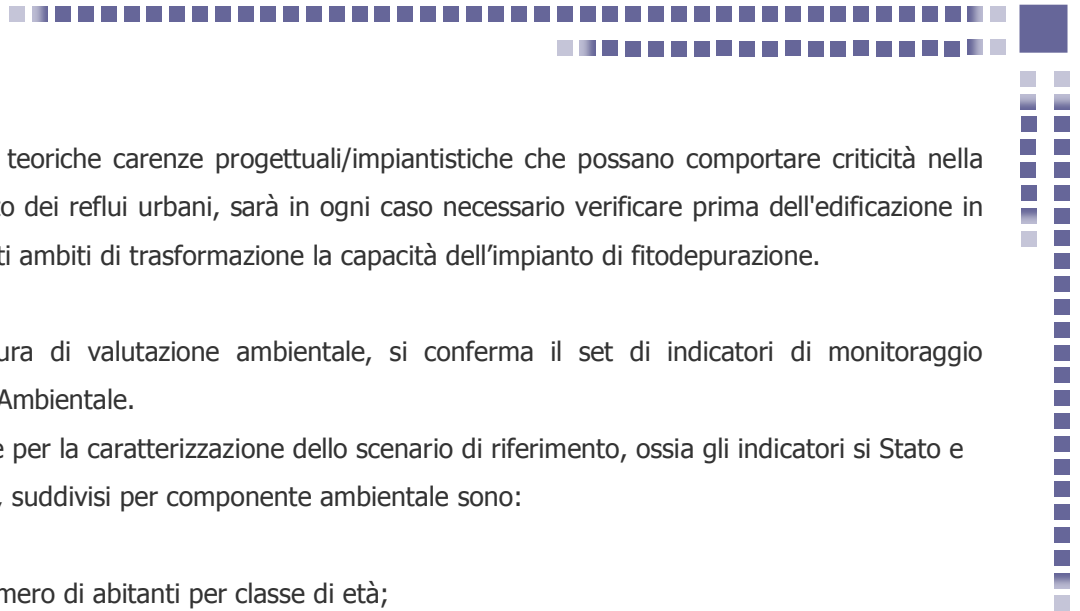 teoriche carenze progettuali/impiantistiche che possano comportare criticità nella
dei reflui urbani, sarà in ogni caso necessario verificare prima dell'edificazione in
ambiti di trasformazione la capacità dell'impianto di fitodepurazione.
di valutazione ambientale, si conferma il set di indicatori di monitoraggio
Ambientale.
per la caratterizzazione dello scenario di riferimento, ossia gli indicatori si Stato e
, suddivisi per componente ambientale sono:
di abitanti per classe di età;